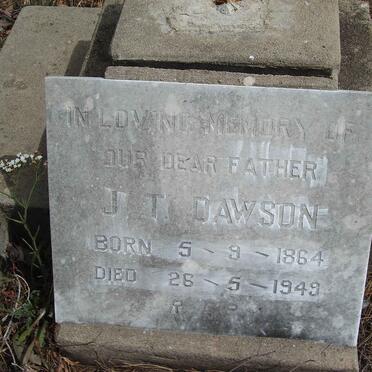 IN LOVING MEMORY OF
OUR DEAR FATHER
J T DAWSON
BORN 5-9-1864
DIED 26-5-1949
R